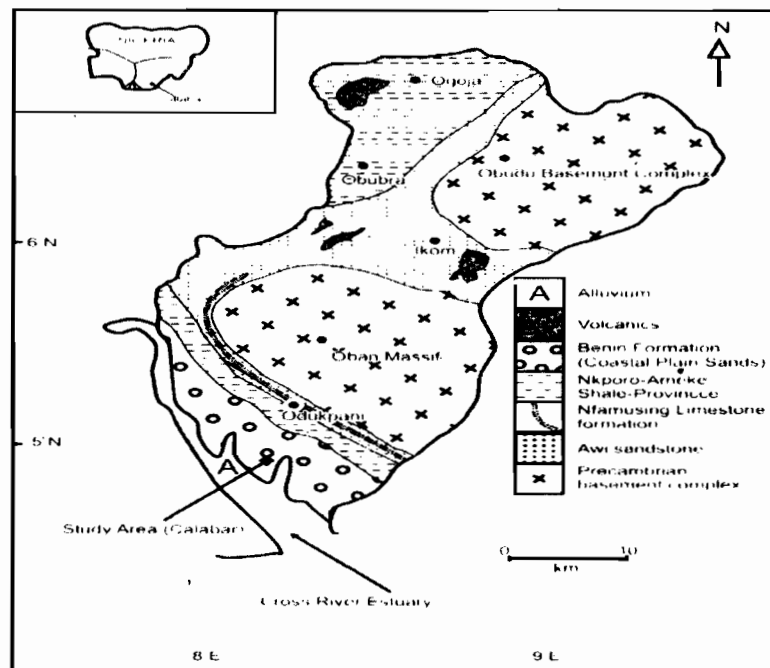 NIGERIA
N
Ogoja
Obudu Basement Complex
Obubra
6 N
Ikom
A
Alluvium
Volcanics
Benin Formation
(Coastal Plain Sands)
Oban Massif
Nkporo-Ameke
Shale-Province
Nfamusing Limestone
formation
Odukpani
5 N
Awi sandstone
A
Precambrian
basement complex
Study Area (Calabar)
0 10
km
Cross River Estuary
8 E
9 E